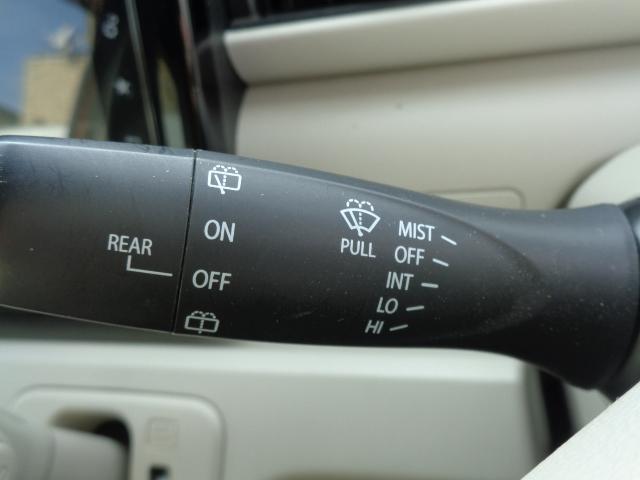 REAR
ON
OFF
PULL
MIST
OFF
INT
LO
HI